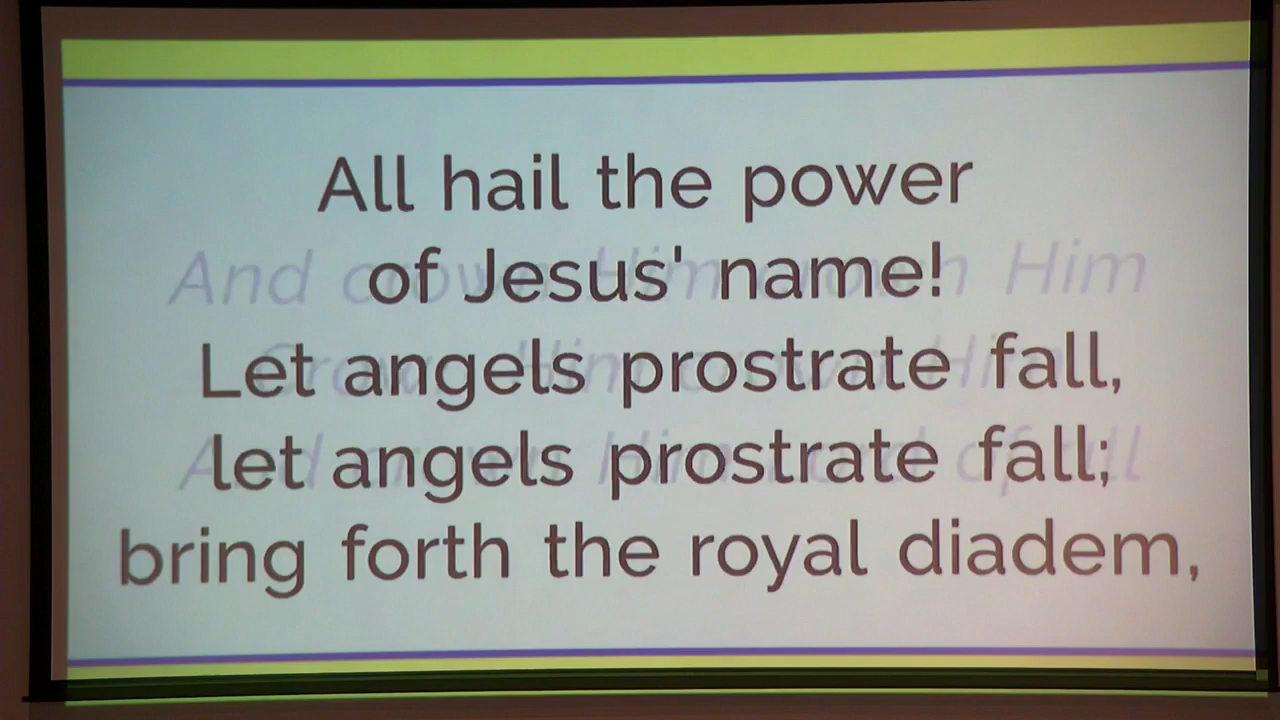 All hail the power
of Jesus' name!
Let angels prostrate fall,
let angels prostrate fall;
bring forth the royal diadem,